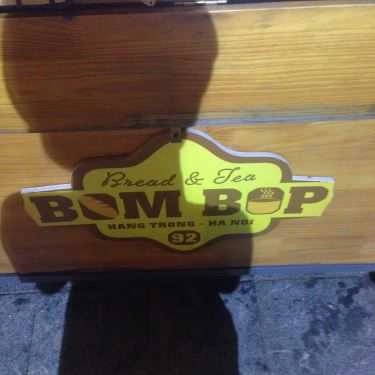 Bread & Tea
BOM BOP
HANG TRONG - HA NOI
92